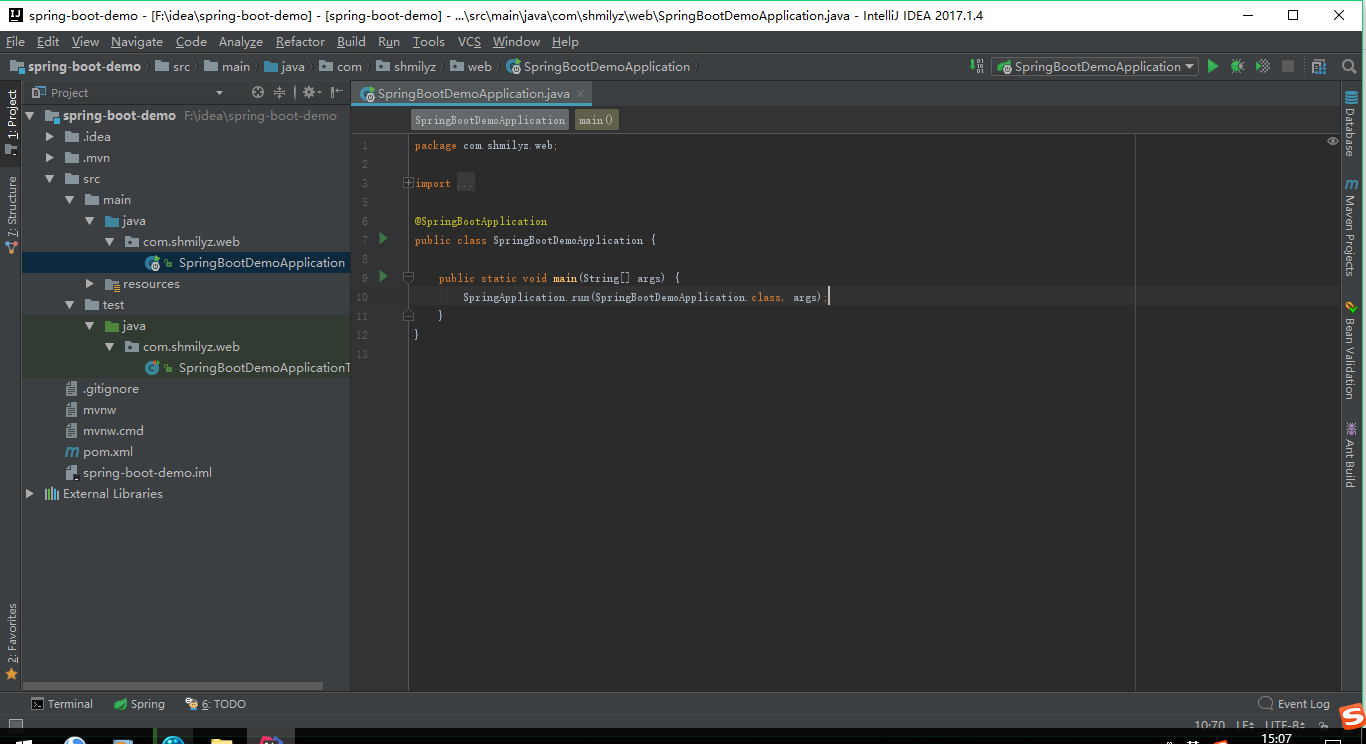 spring-boot-demo - [F:\idea\spring-boot-demo] - [spring-boot-demo] - ...\src\main\java\com\shmilyz\web\SpringBootDemoApplication.java - IntelliJ IDEA 2017.1.4
File Edit View Navigate Code Analyze Refactor Build Run Tools VCS Window Help
spring-boot-demo src main java com shmilyz web SpringBootDemoApplication SpringBootDemoApplication
1: Project
7: Structure
2: Favorites
Project
spring-boot-demo F:\idea\spring-boot-demo
.idea
.mvn
src
main
java
com.shmilyz.web
SpringBootDemoApplication
resources
test
java
com.shmilyz.web
SpringBootDemoApplicationT
.gitignore
mvnw
mvnw.cmd
pom.xml
spring-boot-demo.iml
External Libraries
SpringBootDemoApplication.java
SpringBootDemoApplication main()
1 package com.shmilyz.web;
2
3 import ...
5
6 @SpringBootApplication
7 public class SpringBootDemoApplication {
8
9 public static void main(String[] args) {
10 SpringApplication.run(SpringBootDemoApplication.class, args);
11 }
12 }
13
Database
Maven Projects
Bean Validation
Ant Build
Terminal Spring 6: TODO Event Log
10:70 LF UTF-8
15:07